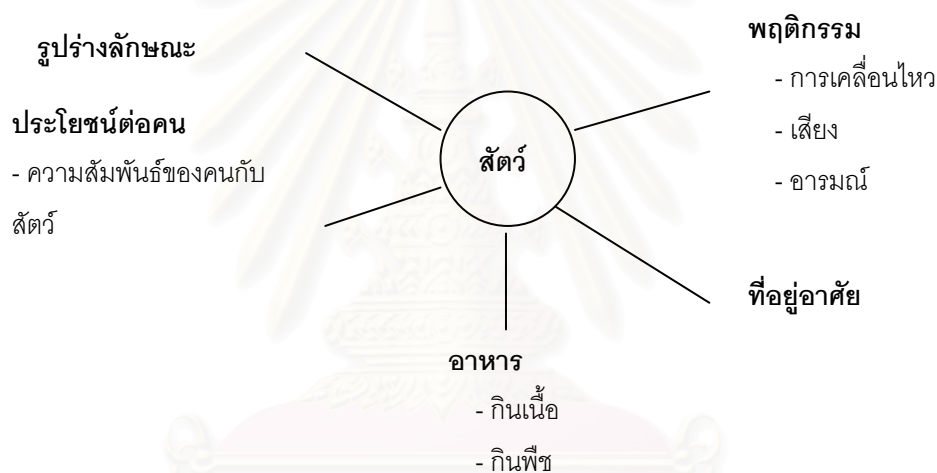 รูปร่างลักษณะ
ประโยชน์ต่อคน
- ความสัมพันธ์ของคนกับ
สัตว์
สัตว์
พฤติกรรม
- การเคลื่อนไหว
- เสียง
- อารมณ์
ที่อยู่อาศัย
อาหาร
- กินเนื้อ
- กินพืช